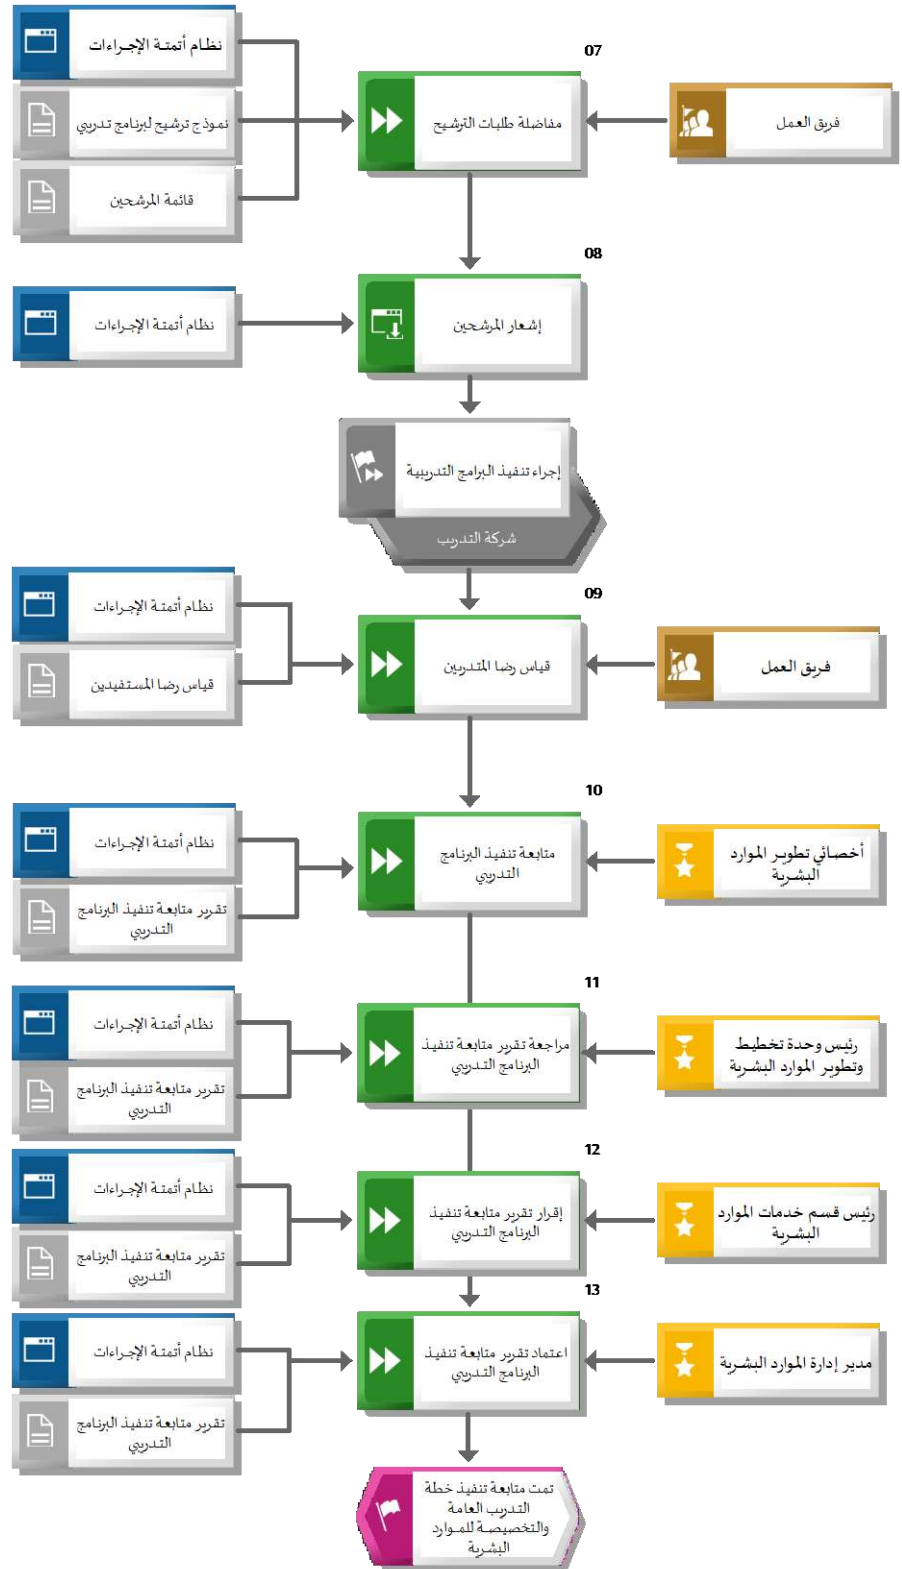 07
فريق العمل
مفاضلة طلبات الترشيح
نظام أتمتة الإجراءات
نموذج ترشيح لبرنامج تدريبي
قائمة المرشحين
08
إشعار المرشحين
نظام أتمتة الإجراءات
إجراء تنفيذ البرامج التدريبية
شركة التدريب
09
فريق العمل
قياس رضا المتدربين
نظام أتمتة الإجراءات
قياس رضا المستفيدين
10
أخصائي تطوير الموارد
البشرية
متابعة تنفيذ البرنامج
التدريبي
نظام أتمتة الإجراءات
تقرير متابعة تنفيذ البرنامج
التدريبي
11
رئيس وحدة تخطيط
وتطوير الموارد البشرية
مراجعة تقرير متابعة تنفيذ
البرنامج التدريبي
نظام أتمتة الإجراءات
تقرير متابعة تنفيذ البرنامج
التدريبي
12
رئيس قسم خدمات الموارد
البشرية
إقرار تقرير متابعة تنفيذ
البرنامج التدريبي
نظام أتمتة الإجراءات
تقرير متابعة تنفيذ البرنامج
التدريبي
13
مدير إدارة الموارد البشرية
اعتماد تقرير متابعة تنفيذ
البرنامج التدريبي
نظام أتمتة الإجراءات
تقرير متابعة تنفيذ البرنامج
التدريبي
تمت متابعة تنفيذ خطة
التدريب العامة
والتخصيصة للموارد
البشرية